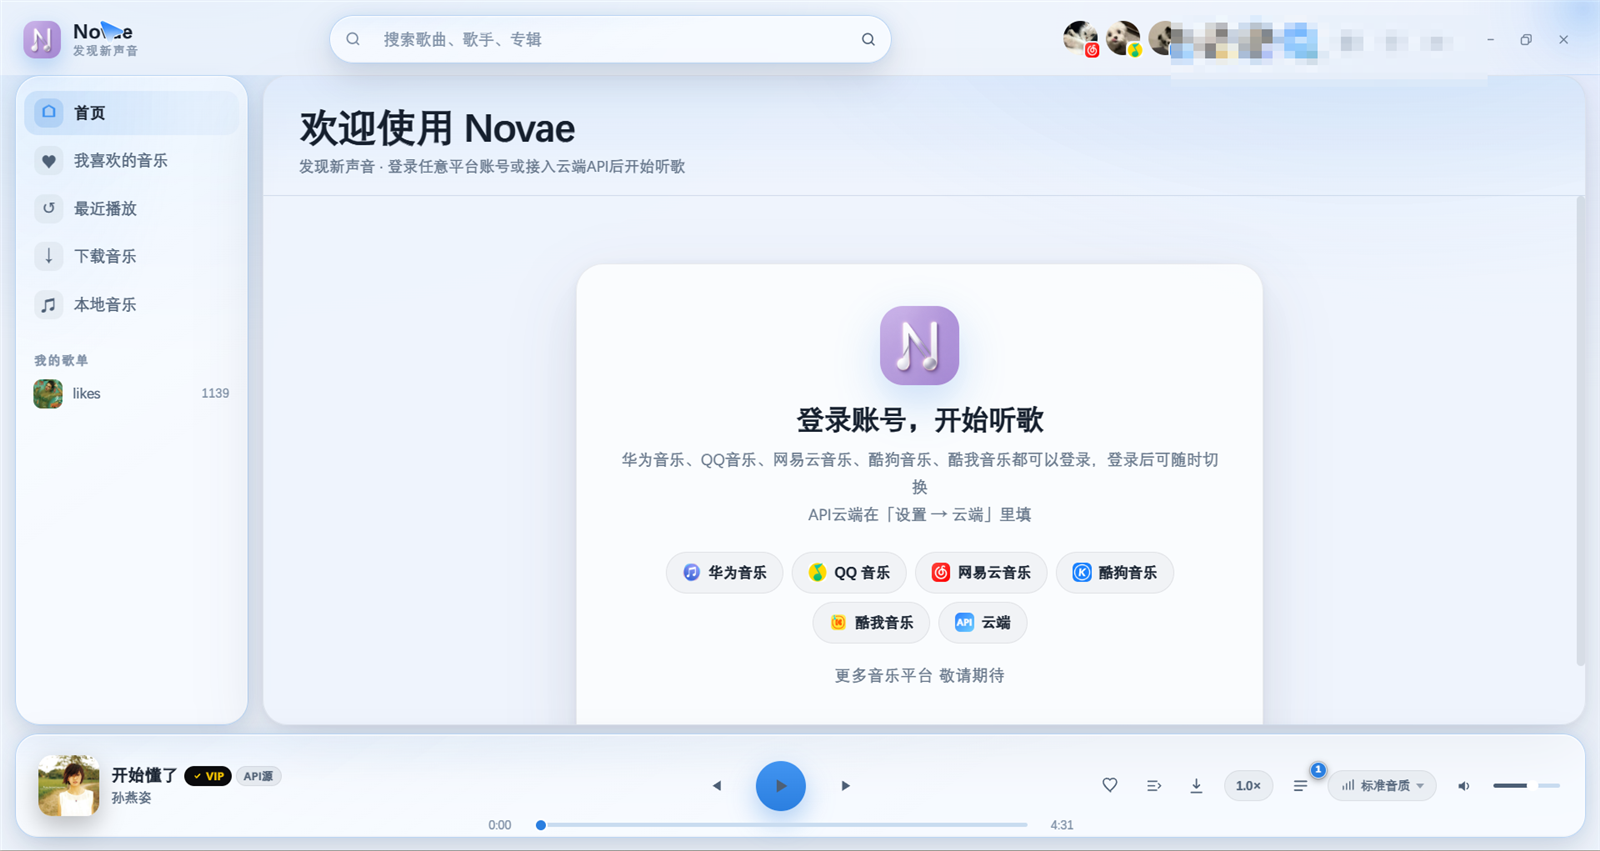 Novae
发现新声音
搜索歌曲、歌手、专辑
首页
我喜欢的音乐
最近播放
下载音乐
本地音乐
我的歌单
likes 1139
欢迎使用 Novae
发现新声音 · 登录任意平台账号或接入云端API后开始听歌
登录账号，开始听歌
华为音乐、QQ音乐、网易云音乐、酷狗音乐、酷我音乐都可以登录，登录后可随时切
换
API云端在「设置 → 云端」里填
华为音乐 QQ 音乐 网易云音乐 K 酷狗音乐
酷我音乐 API 云端
更多音乐平台 敬请期待
开始懂了 VIP API源
孙燕姿
0:00 4:31
1.0× 1 标准音质